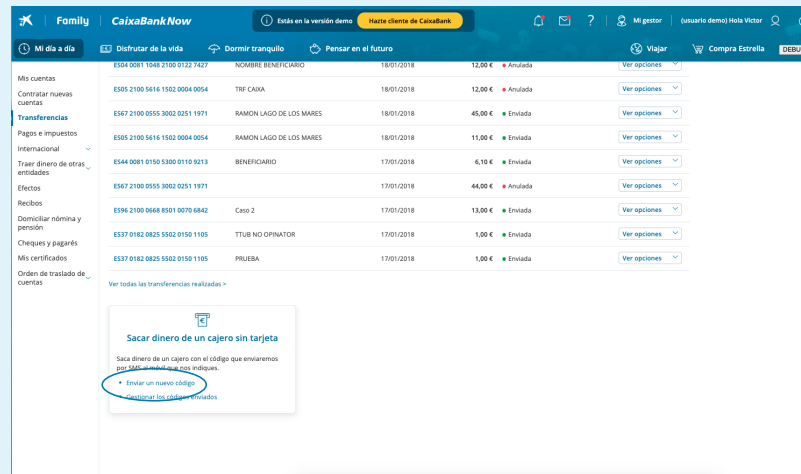 Family CaixaBankNow Estás en la versión demo Hazte cliente de CaixaBank ? Mi gestor (usuario demo) Hola Victor
Mi día a día Disfrutar de la vida Dormir tranquilo Pensar en el futuro Viajar Compra Estrella DEBU
Mis cuentas
Contratar nuevas
cuentas
Transferencias
Pagos e impuestos
Internacional
Traer dinero de otras
entidades
Efectos
Recibos
Domiciliar nómina y
pensión
Cheques y pagarés
Mis certificados
Orden de traslado de
cuentas
ES04 0081 1048 2100 0122 7427 NOMBRE BENEFICIARIO 18/01/2018 12,00 € Anulada Ver opciones
ES05 2100 5616 1502 0004 0054 TRF CAIXA 18/01/2018 12,00 € Anulada Ver opciones
ES67 2100 0555 3002 0251 1971 RAMON LAGO DE LOS MARES 18/01/2018 45,00 € Enviada Ver opciones
ES05 2100 5616 1502 0004 0054 RAMON LAGO DE LOS MARES 18/01/2018 11,00 € Enviada Ver opciones
ES44 0081 0150 5300 0110 9213 BENEFICIARIO 17/01/2018 6,10 € Enviada Ver opciones
ES67 2100 0555 3002 0251 1971 17/01/2018 44,00 € Anulada Ver opciones
ES96 2100 0668 8501 0070 6842 Caso 2 17/01/2018 13,00 € Enviada Ver opciones
ES37 0182 0825 5502 0150 1105 TTUB NO OPINATOR 17/01/2018 1,00 € Enviada Ver opciones
ES37 0182 0825 5502 0150 1105 PRUEBA 17/01/2018 1,00 € Enviada Ver opciones
Ver todas las transferencias realizadas >
Sacar dinero de un cajero sin tarjeta
Saca dinero de un cajero con el código que enviaremos
por SMS al móvil que nos indiques.
Enviar un nuevo código
Gestionar los códigos enviados